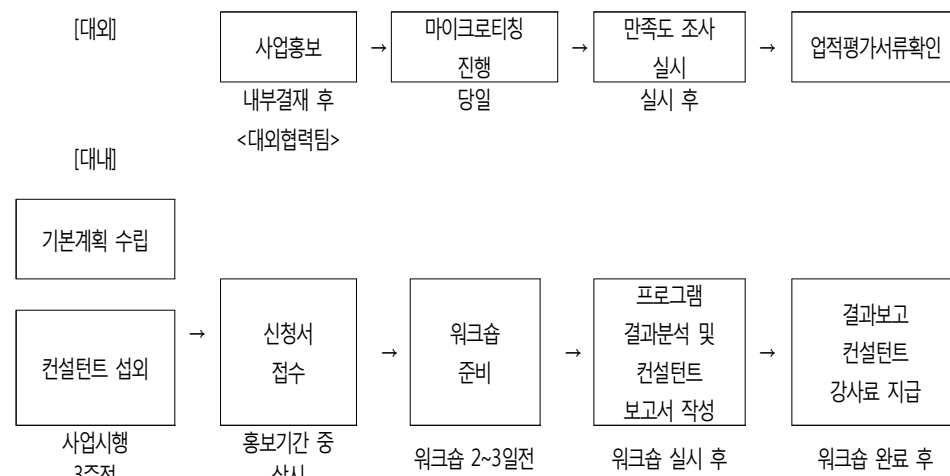 [대외]
사업홍보
→
마이크로티칭
진행
→
만족도 조사
실시
→
업적평가서류확인
내부결재 후
<대외협력팀>
당일
실시 후
[대내]
기본계획 수립
컨설턴트 섭외
→
신청서
접수
→
워크숍
준비
→
프로그램
결과분석 및
컨설턴트
보고서 작성
→
결과보고
컨설턴트
강사료 지급
사업시행
3주전
홍보기간 중
상시
워크숍 2~3일전
워크숍 실시 후
워크숍 완료 후